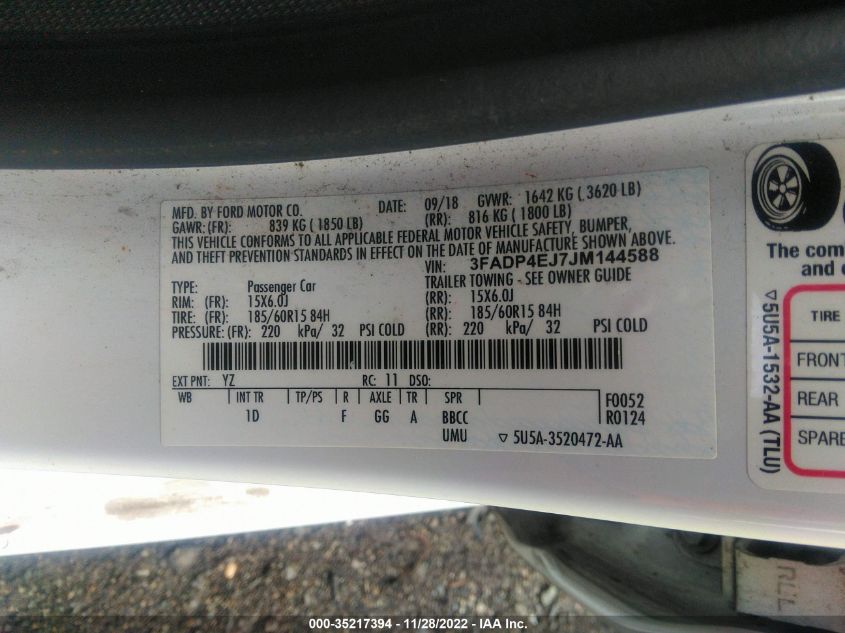 MFD. BY FORD MOTOR CO. DATE: 09/18 GVWR: 1642 KG ( 3620 LB)
GAWR:(FR): 839 KG ( 1850 LB) (RR): 816 KG ( 1800 LB)
THIS VEHICLE CONFORMS TO ALL APPLICABLE FEDERAL MOTOR VEHICLE SAFETY, BUMPER,
AND THEFT PREVENTION STANDARDS IN EFFECT ON THE DATE OF MANUFACTURE SHOWN ABOVE.
VIN: 3FADP4EJ7JM144588
TYPE: Passenger Car TRAILER TOWING - SEE OWNER GUIDE
RIM: (FR): 15X6.0J (RR): 15X6.0J
TIRE: (FR): 185/60R15 84H (RR): 185/60R15 84H
PRESSURE:(FR): 220 kPa/ 32 PSI COLD (RR): 220 kPa/ 32 PSI COLD
EXT PNT: YZ RC: 11 DSO:
WB INT TR TP/PS R AXLE TR SPR F0052
1D F GG A BBCC R0124
UMU ▽ 5U5A-3520472-AA
The com
and
▽5U5A-1532-AA (TLU)
TIRE
FRONT
REAR
SPARE
000-35217394 - 11/28/2022 - IAA Inc.